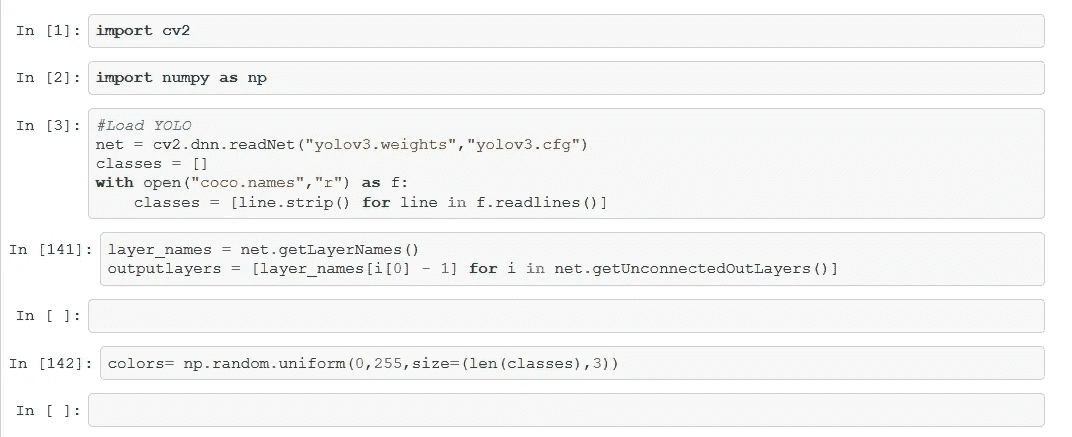 In [1]: import cv2
In [2]: import numpy as np
In [3]: #Load YOLO
net = cv2.dnn.readNet("yolov3.weights","yolov3.cfg")
classes = []
with open("coco.names","r") as f:
    classes = [line.strip() for line in f.readlines()]
In [141]: layer_names = net.getLayerNames()
outputlayers = [layer_names[i[0] - 1] for i in net.getUnconnectedOutLayers()]
In [ ]:
In [142]: colors= np.random.uniform(0,255,size=(len(classes),3))
In [ ]: